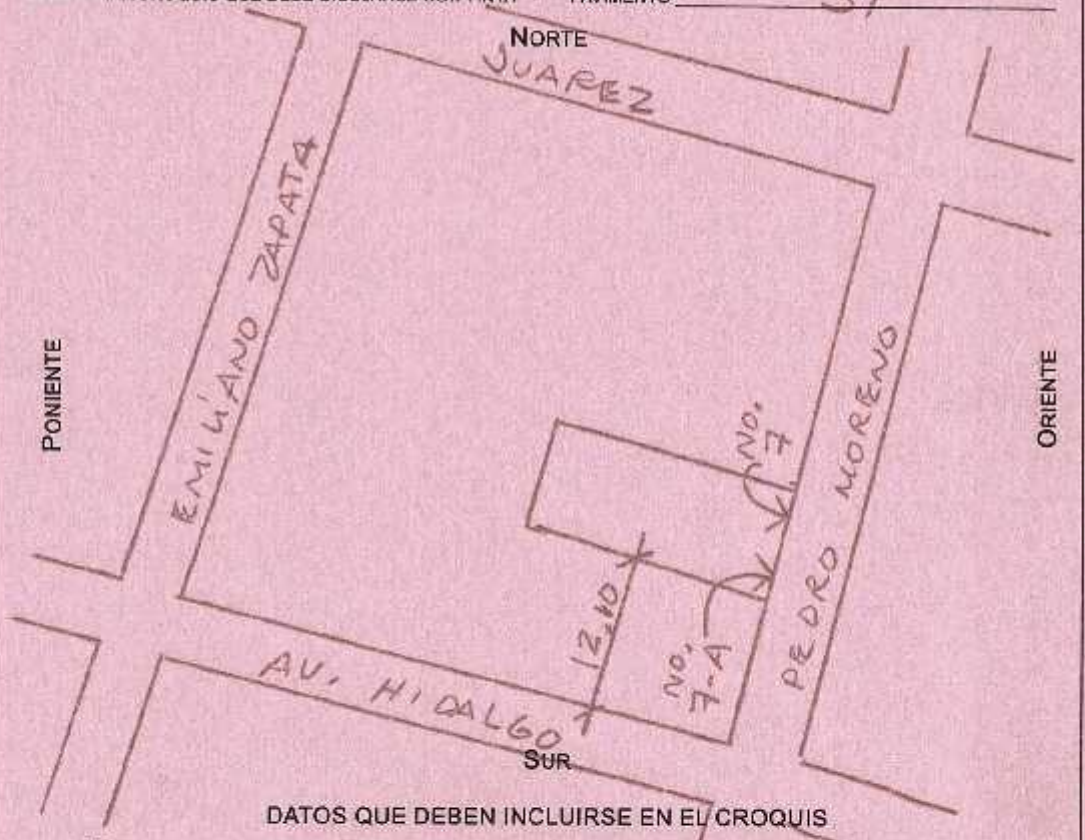 PAVIMENTO
NORTE
JUAREZ
EMILIANO ZAPATA
PONIENTE
ORIENTE
NO.
7
PEDRO MORENO
12,10
NO.
7-A
AV. HIDALGO
SUR
DATOS QUE DEBEN INCLUIRSE EN EL CROQUIS